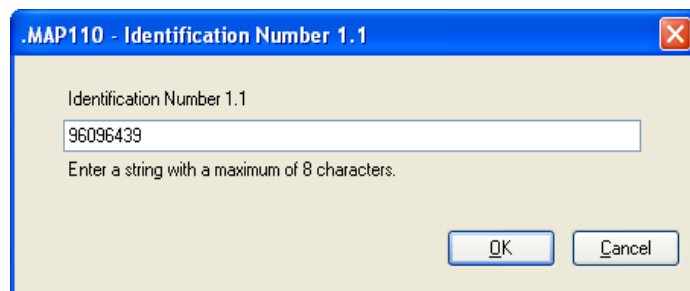 .MAP110 - Identification Number 1.1
Identification Number 1.1
96096439
Enter a string with a maximum of 8 characters.
OK Cancel